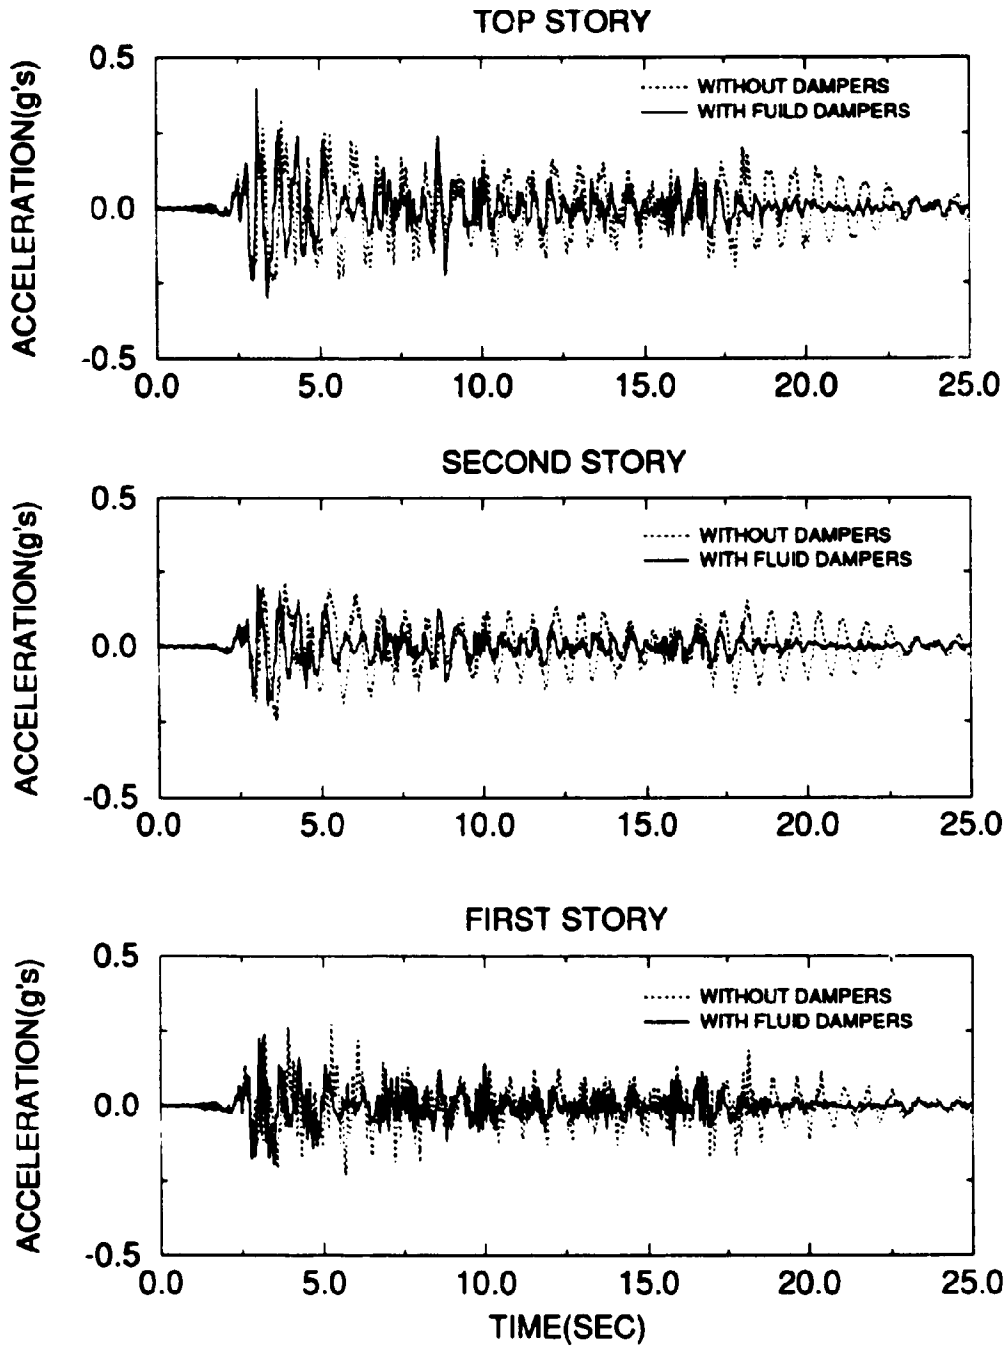 TOP STORY
ACCELERATION(g's)
0.5
0.0
-0.5
WITHOUT DAMPERS
WITH FUILD DAMPERS
0.0 5.0 10.0 15.0 20.0 25.0
SECOND STORY
ACCELERATION(g's)
0.5
0.0
-0.5
WITHOUT DAMPERS
WITH FLUID DAMPERS
0.0 5.0 10.0 15.0 20.0 25.0
FIRST STORY
ACCELERATION(g's)
0.5
0.0
-0.5
WITHOUT DAMPERS
WITH FLUID DAMPERS
0.0 5.0 10.0 15.0 20.0 25.0
TIME(SEC)